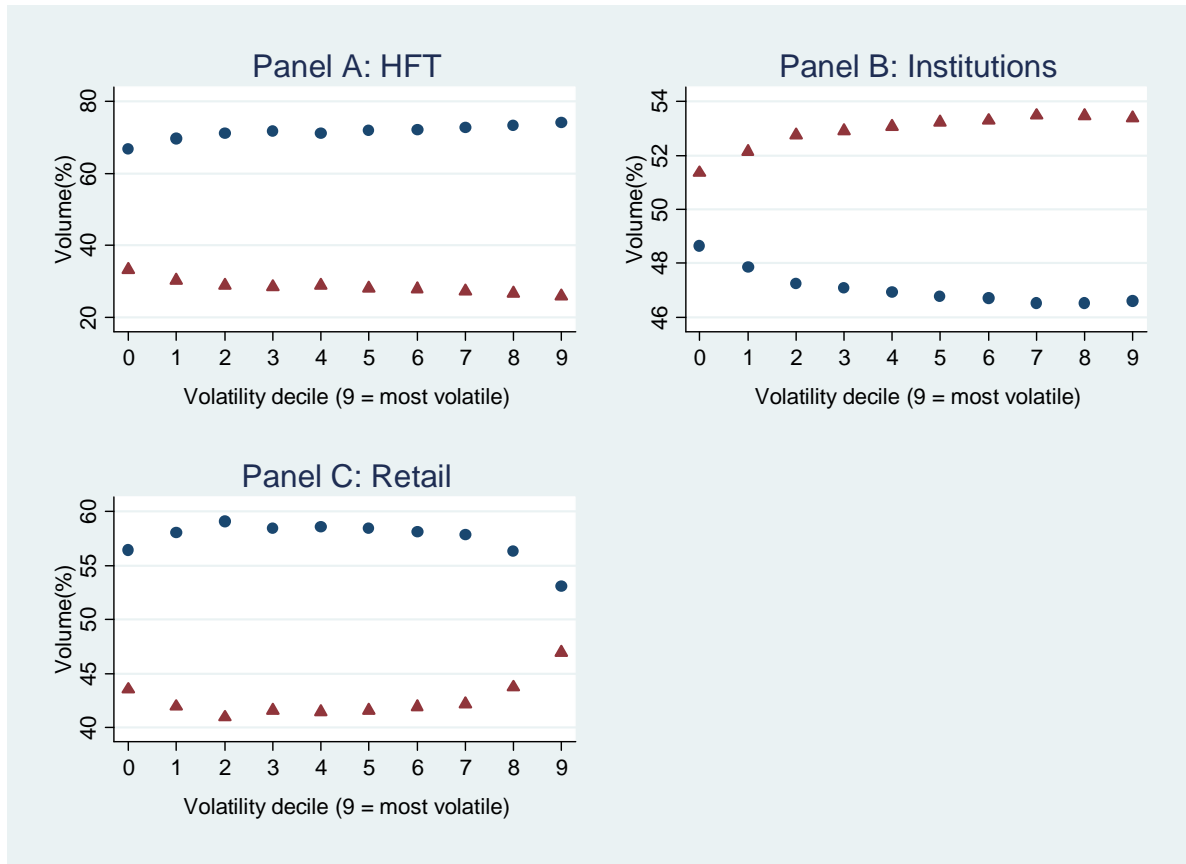 Panel A: HFT
Volume(%)
80
60
40
20
0 1 2 3 4 5 6 7 8 9
Volatility decile (9 = most volatile)
Panel B: Institutions
Volume(%)
54
52
50
48
46
0 1 2 3 4 5 6 7 8 9
Volatility decile (9 = most volatile)
Panel C: Retail
Volume(%)
60
55
50
45
40
0 1 2 3 4 5 6 7 8 9
Volatility decile (9 = most volatile)